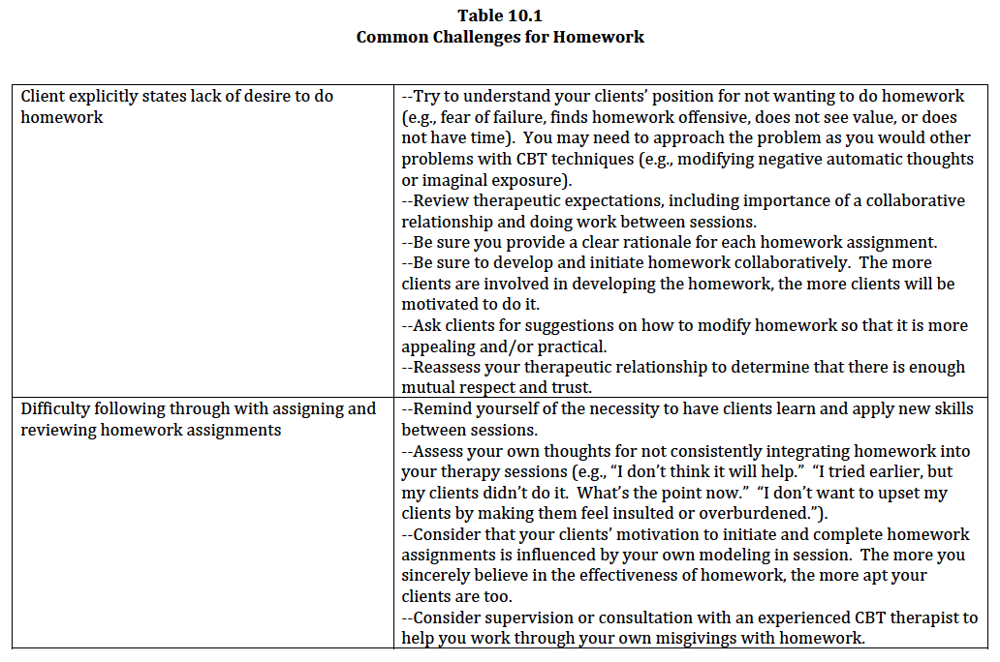 Table 10.1
Common Challenges for Homework
Client explicitly states lack of desire to do
homework
--Try to understand your clients’ position for not wanting to do homework
(e.g., fear of failure, finds homework offensive, does not see value, or does
not have time).  You may need to approach the problem as you would other
problems with CBT techniques (e.g., modifying negative automatic thoughts
or imaginal exposure).
--Review therapeutic expectations, including importance of a collaborative
relationship and doing work between sessions.
--Be sure you provide a clear rationale for each homework assignment.
--Be sure to develop and initiate homework collaboratively.  The more
clients are involved in developing the homework, the more clients will be
motivated to do it.
--Ask clients for suggestions on how to modify homework so that it is more
appealing and/or practical.
--Reassess your therapeutic relationship to determine that there is enough
mutual respect and trust.
Difficulty following through with assigning and
reviewing homework assignments
--Remind yourself of the necessity to have clients learn and apply new skills
between sessions.
--Assess your own thoughts for not consistently integrating homework into
your therapy sessions (e.g., “I don’t think it will help.”  “I tried earlier, but
my clients didn’t do it.  What’s the point now.”  “I don’t want to upset my
clients by making them feel insulted or overburdened.”).
--Consider that your clients’ motivation to initiate and complete homework
assignments is influenced by your own modeling in session.  The more you
sincerely believe in the effectiveness of homework, the more apt your
clients are too.
--Consider supervision or consultation with an experienced CBT therapist to
help you work through your own misgivings with homework.